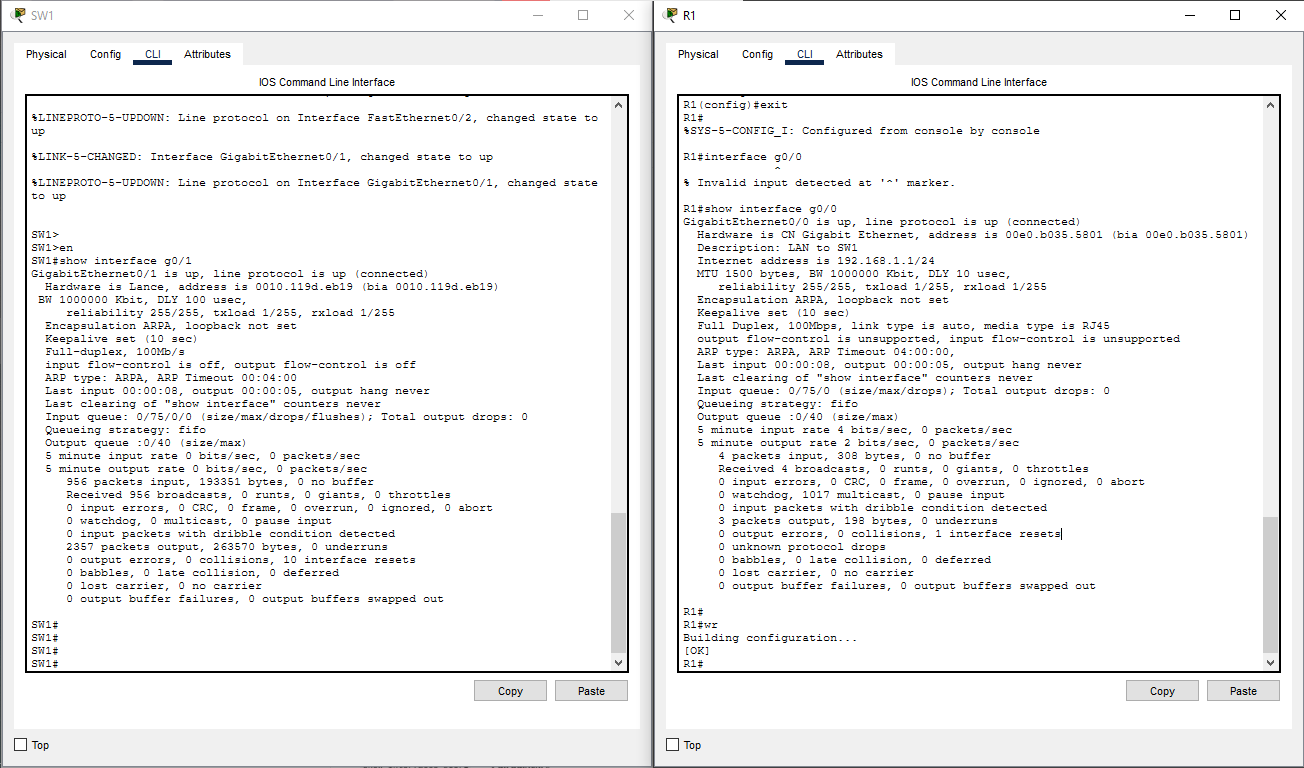 SW1
Physical Config CLI Attributes
IOS Command Line Interface
%LINEPROTO-5-UPDOWN: Line protocol on Interface FastEthernet0/2, changed state to
up
%LINK-5-CHANGED: Interface GigabitEthernet0/1, changed state to up
%LINEPROTO-5-UPDOWN: Line protocol on Interface GigabitEthernet0/1, changed state
to up
SW1>
SW1>en
SW1#show interface g0/1
GigabitEthernet0/1 is up, line protocol is up (connected)
Hardware is Lance, address is 0010.119d.eb19 (bia 0010.119d.eb19)
BW 1000000 Kbit, DLY 100 usec,
reliability 255/255, txload 1/255, rxload 1/255
Encapsulation ARPA, loopback not set
Keepalive set (10 sec)
Full-duplex, 100Mb/s
input flow-control is off, output flow-control is off
ARP type: ARPA, ARP Timeout 00:04:00
Last input 00:00:08, output 00:00:05, output hang never
Last clearing of "show interface" counters never
Input queue: 0/75/0/0 (size/max/drops/flushes); Total output drops: 0
Queueing strategy: fifo
Output queue :0/40 (size/max)
5 minute input rate 0 bits/sec, 0 packets/sec
5 minute output rate 0 bits/sec, 0 packets/sec
956 packets input, 193351 bytes, 0 no buffer
Received 956 broadcasts, 0 runts, 0 giants, 0 throttles
0 input errors, 0 CRC, 0 frame, 0 overrun, 0 ignored, 0 abort
0 watchdog, 0 multicast, 0 pause input
0 input packets with dribble condition detected
2357 packets output, 263570 bytes, 0 underruns
0 output errors, 0 collisions, 10 interface resets
0 babbles, 0 late collision, 0 deferred
0 lost carrier, 0 no carrier
0 output buffer failures, 0 output buffers swapped out
SW1#
SW1#
SW1#
SW1#
Copy Paste
Top
R1
Physical Config CLI Attributes
IOS Command Line Interface
R1(config)#exit
R1#
%SYS-5-CONFIG_I: Configured from console by console
R1#interface g0/0
^
% Invalid input detected at '^' marker.
R1#show interface g0/0
GigabitEthernet0/0 is up, line protocol is up (connected)
Hardware is CN Gigabit Ethernet, address is 00e0.b035.5801 (bia 00e0.b035.5801)
Description: LAN to SW1
Internet address is 192.168.1.1/24
MTU 1500 bytes, BW 1000000 Kbit, DLY 10 usec,
reliability 255/255, txload 1/255, rxload 1/255
Encapsulation ARPA, loopback not set
Keepalive set (10 sec)
Full Duplex, 100Mbps, link type is auto, media type is RJ45
output flow-control is unsupported, input flow-control is unsupported
ARP type: ARPA, ARP Timeout 04:00:00,
Last input 00:00:08, output 00:00:05, output hang never
Last clearing of "show interface" counters never
Input queue: 0/75/0 (size/max/drops); Total output drops: 0
Queueing strategy: fifo
Output queue :0/40 (size/max)
5 minute input rate 4 bits/sec, 0 packets/sec
5 minute output rate 2 bits/sec, 0 packets/sec
4 packets input, 308 bytes, 0 no buffer
Received 4 broadcasts, 0 runts, 0 giants, 0 throttles
0 input errors, 0 CRC, 0 frame, 0 overrun, 0 ignored, 0 abort
0 watchdog, 1017 multicast, 0 pause input
0 input packets with dribble condition detected
3 packets output, 198 bytes, 0 underruns
0 output errors, 0 collisions, 1 interface resets
0 unknown protocol drops
0 babbles, 0 late collision, 0 deferred
0 lost carrier, 0 no carrier
0 output buffer failures, 0 output buffers swapped out
R1#
R1#wr
Building configuration...
[OK]
R1#
Copy Paste
Top